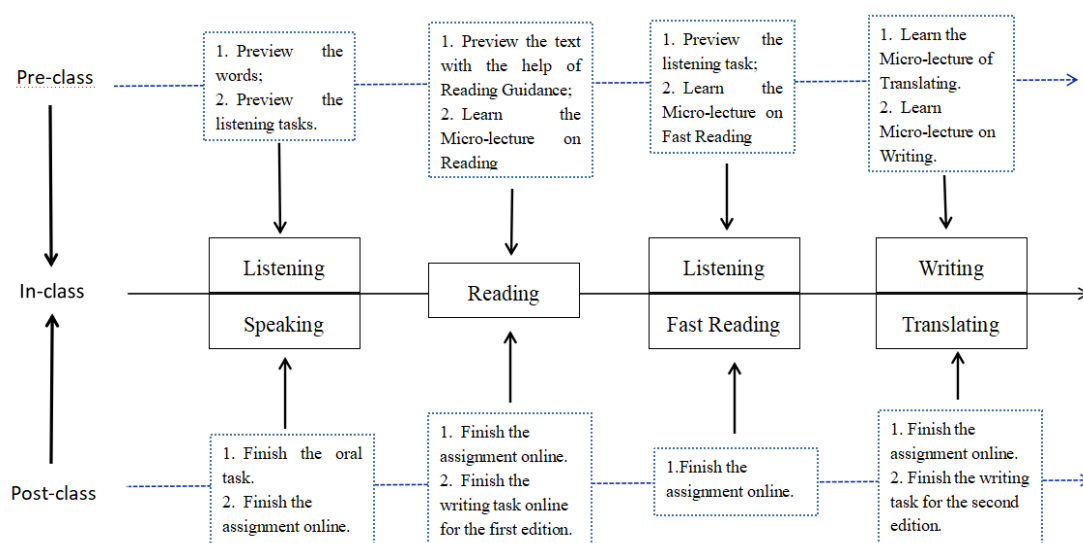 Pre-class
1. Preview the
words;
2. Preview the
listening tasks.
1. Preview the text
with the help of
Reading Guidance;
2. Learn the
Micro-lecture on
Reading
1. Preview the
listening task;
2. Learn the
Micro-lecture on
Fast Reading
1. Learn the
Micro-lecture of
Translating.
2. Learn
Micro-lecture on
Writing.
In-class
Listening
Speaking
Reading
Listening
Fast Reading
Writing
Translating
Post-class
1. Finish the oral
task.
2. Finish the
assignment online.
1. Finish the
assignment online.
2. Finish the
writing task online
for the first edition.
1.Finish the
assignment online.
1. Finish the
assignment online.
2. Finish the writing
task for the second
edition.